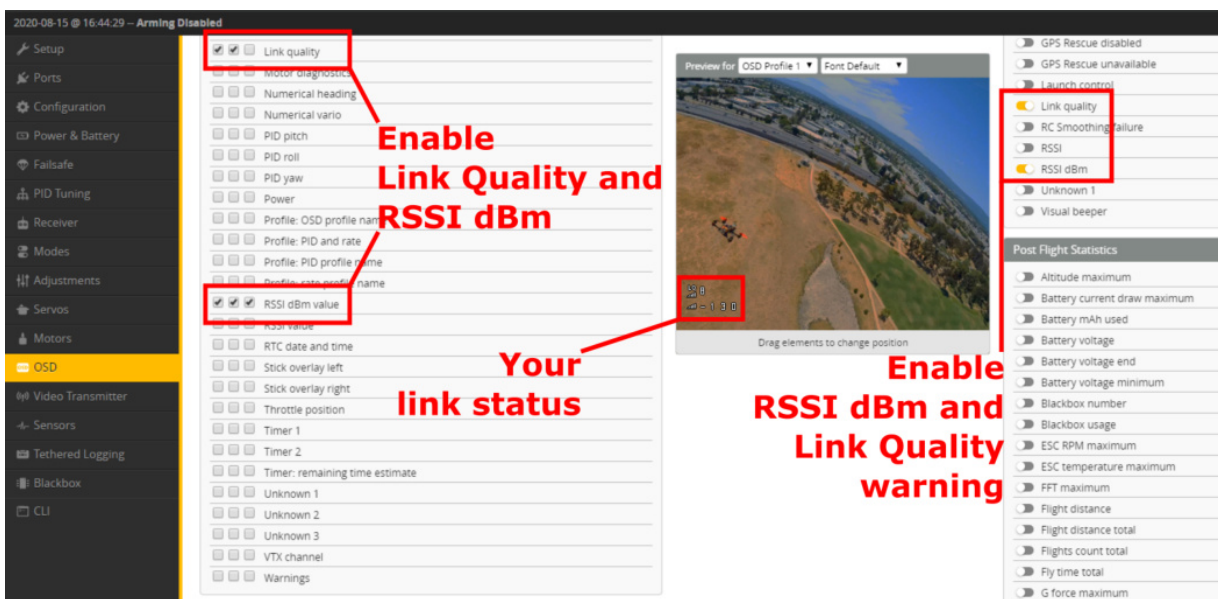 2020-08-15 @ 16:44:29 -- Arming Disabled
Setup
Ports
Configuration
Power & Battery
Failsafe
PID Tuning
Receiver
Modes
Adjustments
Servos
Motors
OSD
Video Transmitter
Sensors
Tethered Logging
Blackbox
CLI
Link quality
Motor diagnostics
Numerical heading
Numerical vario
PID pitch
PID roll
PID yaw
Power
Profile: OSD profile name
Profile: PID and rate
Profile: PID profile name
Profile: rate profile name
RSSI dBm value
RSSI value
RTC date and time
Stick overlay left
Stick overlay right
Throttle position
Timer 1
Timer 2
Timer: remaining time estimate
Unknown 1
Unknown 2
Unknown 3
VTX channel
Warnings
Enable
Link Quality and
RSSI dBm
Your
link status
Preview for OSD Profile 1 Font Default
8
-130
Drag elements to change position
Enable
RSSI dBm and
Link Quality
warning
GPS Rescue disabled
GPS Rescue unavailable
Launch control
Link quality
RC Smoothing failure
RSSI
RSSI dBm
Unknown 1
Visual beeper
Post Flight Statistics
Altitude maximum
Battery current draw maximum
Battery mAh used
Battery voltage
Battery voltage end
Battery voltage minimum
Blackbox number
Blackbox usage
ESC RPM maximum
ESC temperature maximum
FFT maximum
Flight distance
Flight distance total
Flights count total
Fly time total
G force maximum